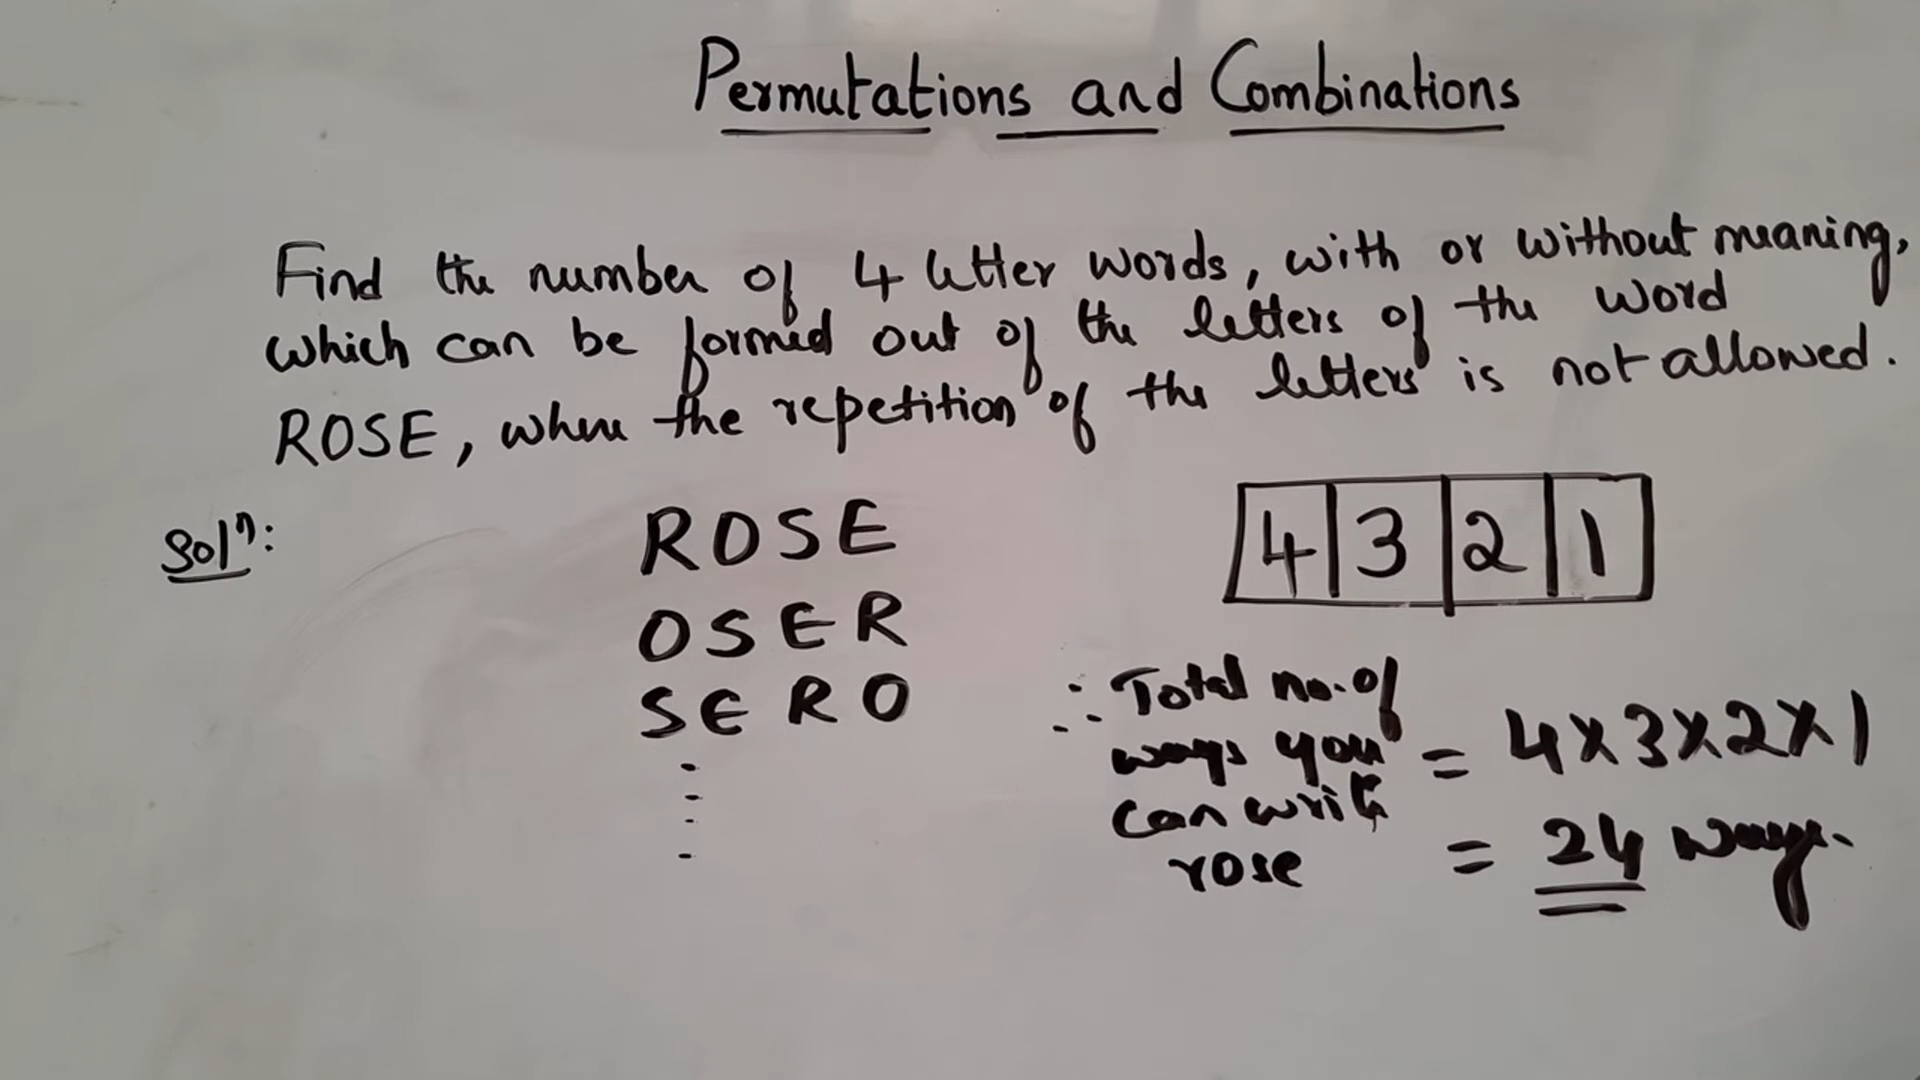 Permutations and Combinations
Find the number of 4 letter words, with or without meaning,
which can be formed out of the letters of the word
ROSE, where the repetition of the letters is not allowed.
Solⁿ:
ROSE
OSER
SERO
4 3 2 1
∴ Total no. of
ways you
can write
rose
= 4×3×2×1
= 24 ways.